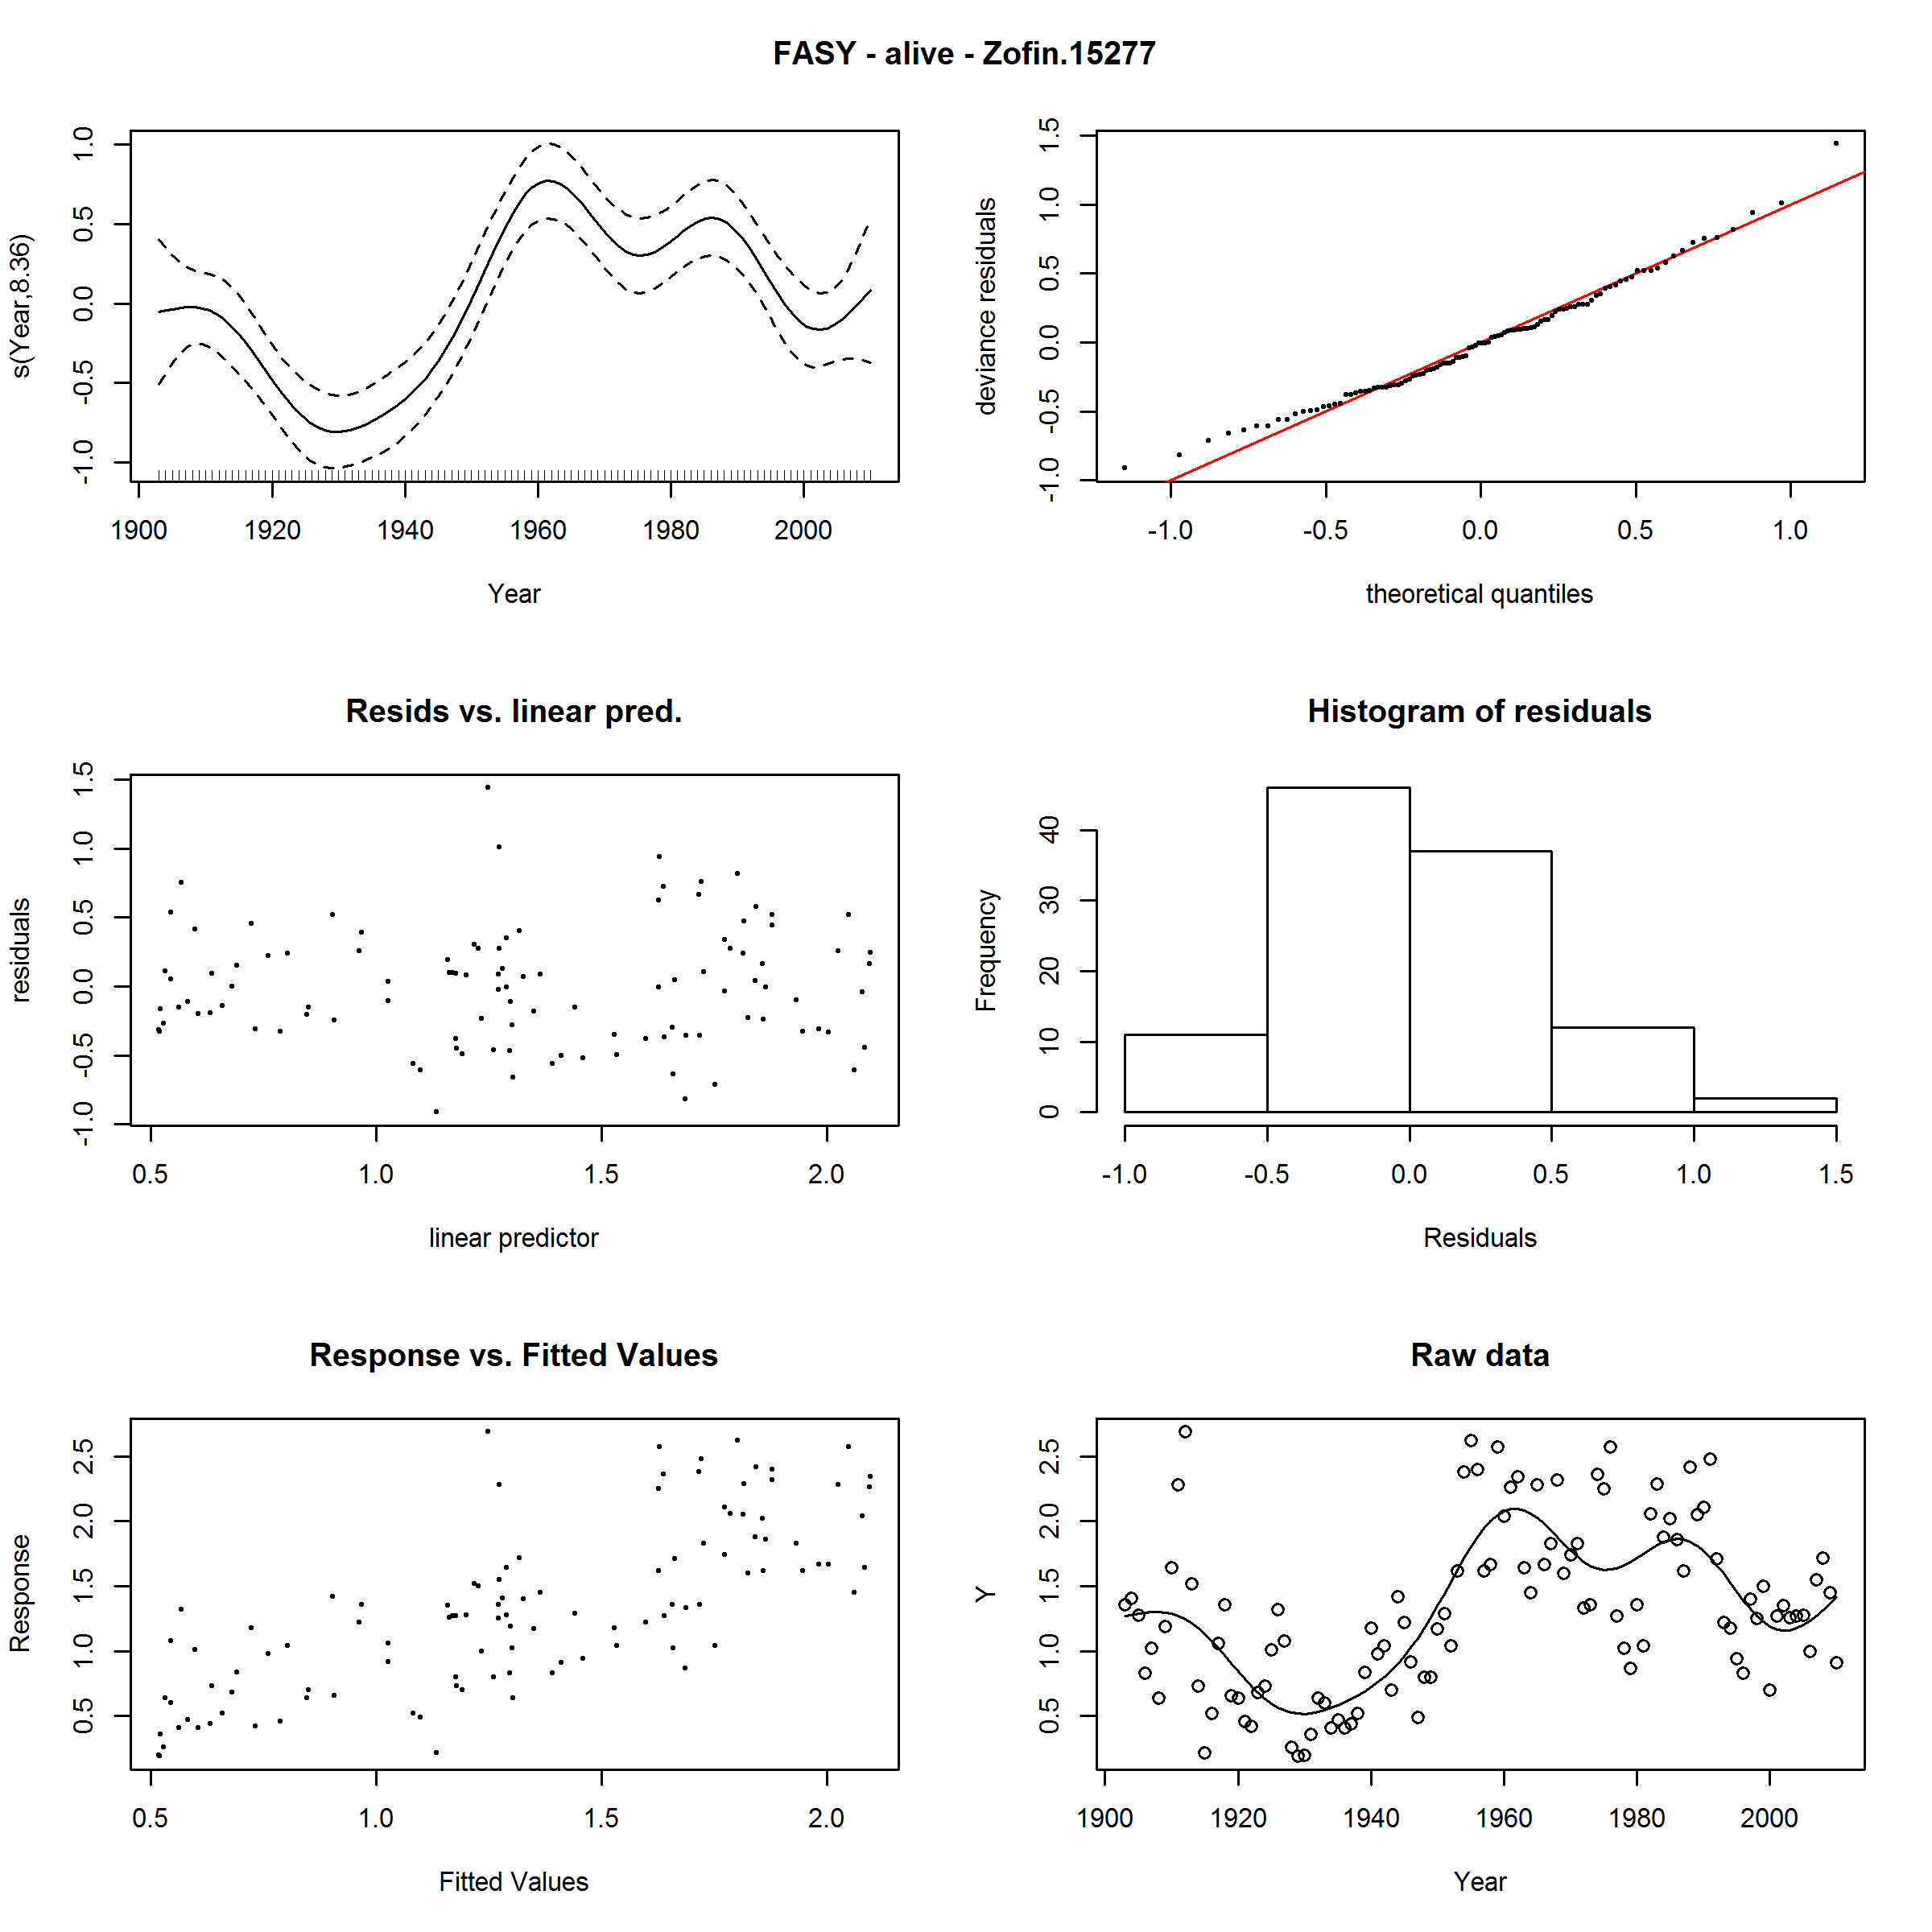 FASY - alive - Zofin.15277
s(Year,8.36)
-1.0 -0.5 0.0 0.5 1.0
1900 1920 1940 1960 1980 2000
Year
deviance residuals
-1.0 -0.5 0.0 0.5 1.0 1.5
-1.0 -0.5 0.0 0.5 1.0
theoretical quantiles
Resids vs. linear pred.
residuals
-1.0 -0.5 0.0 0.5 1.0 1.5
0.5 1.0 1.5 2.0
linear predictor
Histogram of residuals
Frequency
0 10 20 30 40
-1.0 -0.5 0.0 0.5 1.0 1.5
Residuals
Response vs. Fitted Values
Response
0.5 1.0 1.5 2.0 2.5
0.5 1.0 1.5 2.0
Fitted Values
Raw data
Y
0.5 1.0 1.5 2.0 2.5
1900 1920 1940 1960 1980 2000
Year